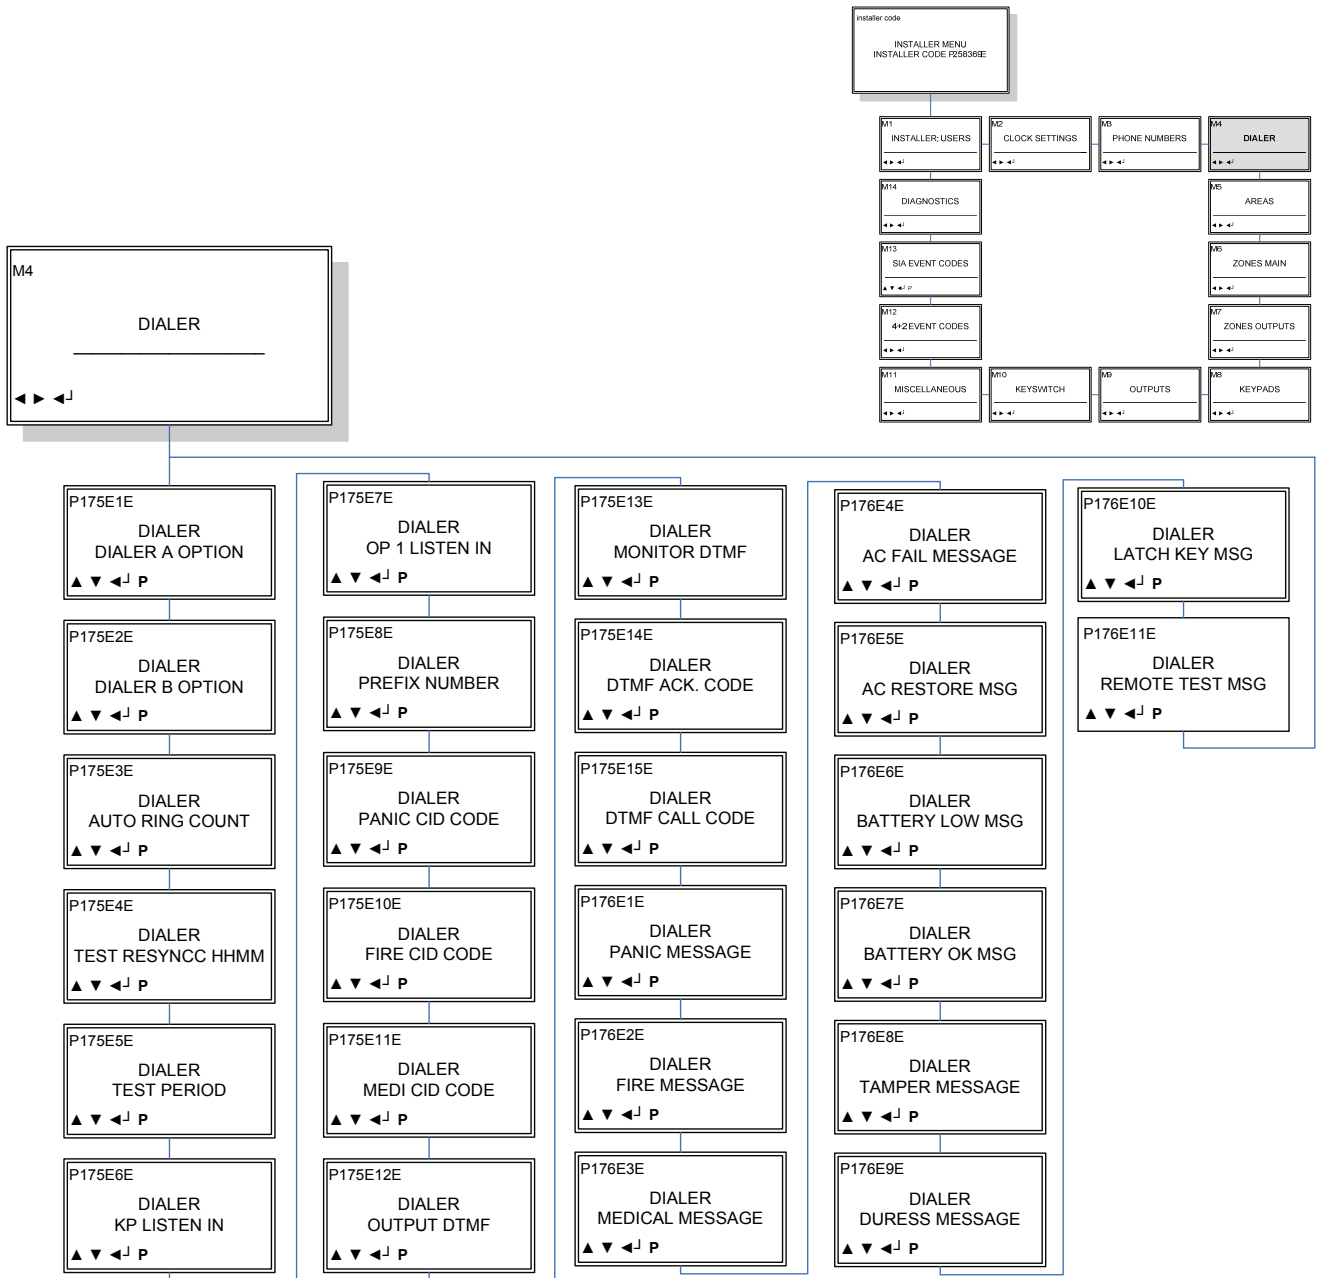 installer code
INSTALLER MENU
INSTALLER CODE P258369E
M1
INSTALLER; USERS
◄ ► ↵
M2
CLOCK SETTINGS
◄ ► ↵
M3
PHONE NUMBERS
◄ ► ↵
M4
DIALER
◄ ► ↵
M14
DIAGNOSTICS
◄ ► ↵
M5
AREAS
◄ ► ↵
M13
SIA EVENT CODES
▲ ▼ ↵ P
M6
ZONES MAIN
◄ ► ↵
M12
4+2 EVENT CODES
◄ ► ↵
M7
ZONES OUTPUTS
◄ ► ↵
M11
MISCELLANEOUS
◄ ► ↵
M10
KEYSWITCH
◄ ► ↵
M9
OUTPUTS
◄ ► ↵
M8
KEYPADS
◄ ► ↵
M4
DIALER
◄ ► ↵
P175E1E
DIALER
DIALER A OPTION
▲ ▼ ↵ P
P175E2E
DIALER
DIALER B OPTION
▲ ▼ ↵ P
P175E3E
DIALER
AUTO RING COUNT
▲ ▼ ↵ P
P175E4E
DIALER
TEST RESYNCC HHMM
▲ ▼ ↵ P
P175E5E
DIALER
TEST PERIOD
▲ ▼ ↵ P
P175E6E
DIALER
KP LISTEN IN
▲ ▼ ↵ P
P175E7E
DIALER
OP 1 LISTEN IN
▲ ▼ ↵ P
P175E8E
DIALER
PREFIX NUMBER
▲ ▼ ↵ P
P175E9E
DIALER
PANIC CID CODE
▲ ▼ ↵ P
P175E10E
DIALER
FIRE CID CODE
▲ ▼ ↵ P
P175E11E
DIALER
MEDI CID CODE
▲ ▼ ↵ P
P175E12E
DIALER
OUTPUT DTMF
▲ ▼ ↵ P
P175E13E
DIALER
MONITOR DTMF
▲ ▼ ↵ P
P175E14E
DIALER
DTMF ACK. CODE
▲ ▼ ↵ P
P175E15E
DIALER
DTMF CALL CODE
▲ ▼ ↵ P
P176E1E
DIALER
PANIC MESSAGE
▲ ▼ ↵ P
P176E2E
DIALER
FIRE MESSAGE
▲ ▼ ↵ P
P176E3E
DIALER
MEDICAL MESSAGE
▲ ▼ ↵ P
P176E4E
DIALER
AC FAIL MESSAGE
▲ ▼ ↵ P
P176E5E
DIALER
AC RESTORE MSG
▲ ▼ ↵ P
P176E6E
DIALER
BATTERY LOW MSG
▲ ▼ ↵ P
P176E7E
DIALER
BATTERY OK MSG
▲ ▼ ↵ P
P176E8E
DIALER
TAMPER MESSAGE
▲ ▼ ↵ P
P176E9E
DIALER
DURESS MESSAGE
▲ ▼ ↵ P
P176E10E
DIALER
LATCH KEY MSG
▲ ▼ ↵ P
P176E11E
DIALER
REMOTE TEST MSG
▲ ▼ ↵ P